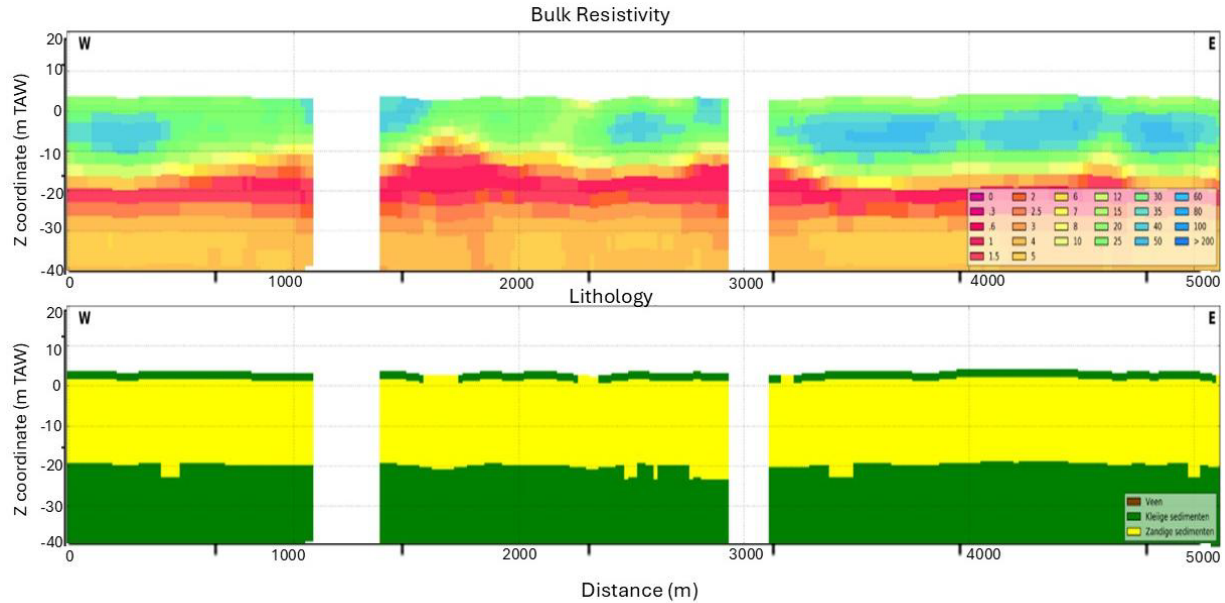 Bulk Resistivity
Z coordinate (m TAW)
20
10
0
-10
-20
-30
-40
W
E
0 2 6 12 30 60
.3 2.5 7 15 35 80
.6 3 8 20 40 100
1 4 10 25 50 > 200
1.5 5
0 1000 2000 3000 4000 5000
Lithology
Z coordinate (m TAW)
20
10
0
-10
-20
-30
-40
W
E
Veen
Kleiige sedimenten
Zandige sedimenten
0 1000 2000 3000 4000 5000
Distance (m)